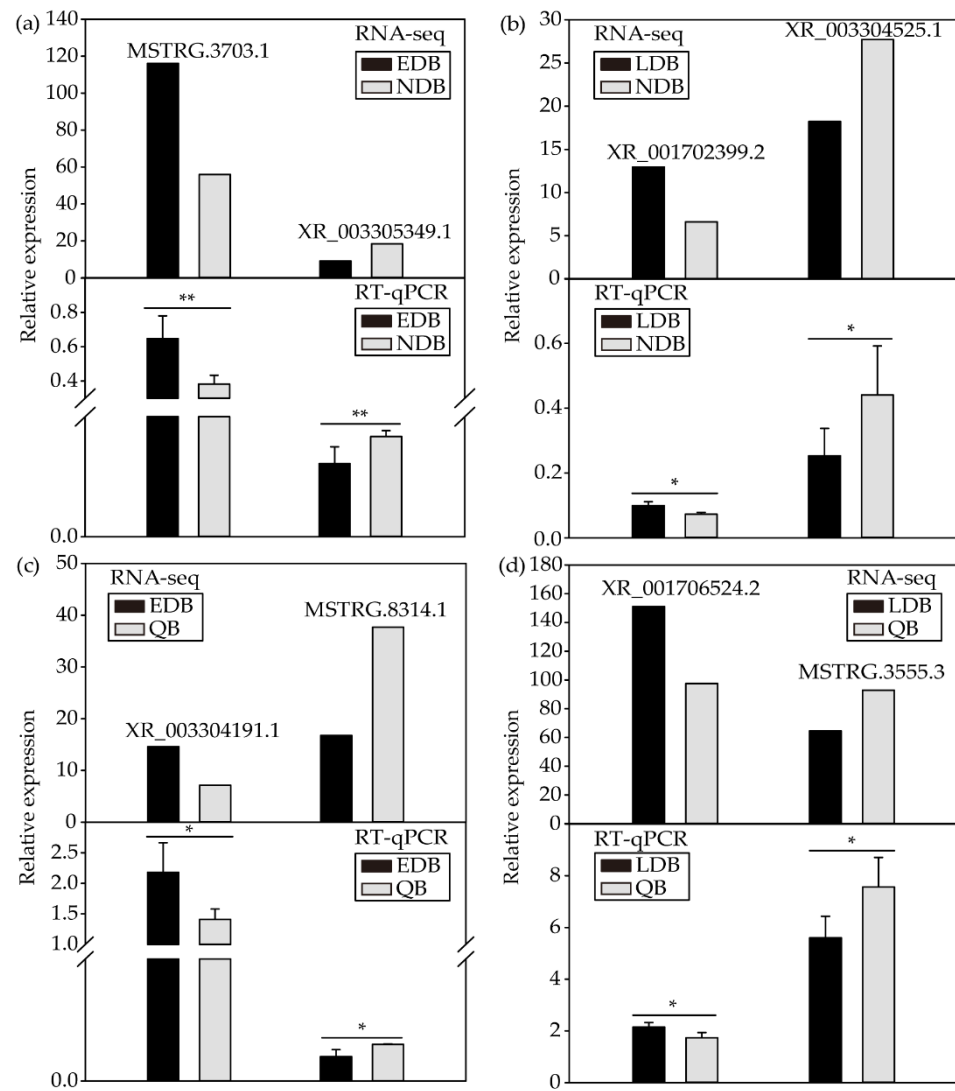 (a)
140
120
100
80
60
40
20
0
Relative expression
MSTRG.3703.1
XR_003305349.1
RNA-seq
EDB
NDB
0.8
0.6
0.4
0.0
**
**
RT-qPCR
EDB
NDB
(b)
30
25
20
15
10
5
0
Relative expression
RNA-seq
LDB
NDB
XR_001702399.2
XR_003304525.1
0.6
0.4
0.2
0.0
RT-qPCR
LDB
NDB
*
*
(c)
50
40
30
20
10
0
Relative expression
RNA-seq
EDB
QB
XR_003304191.1
MSTRG.8314.1
2.5
2.0
1.5
1.0
0.0
*
*
RT-qPCR
EDB
QB
(d)
180
160
140
120
100
80
60
40
20
0
Relative expression
XR_001706524.2
MSTRG.3555.3
RNA-seq
LDB
QB
8
6
4
2
0
RT-qPCR
LDB
QB
*
*